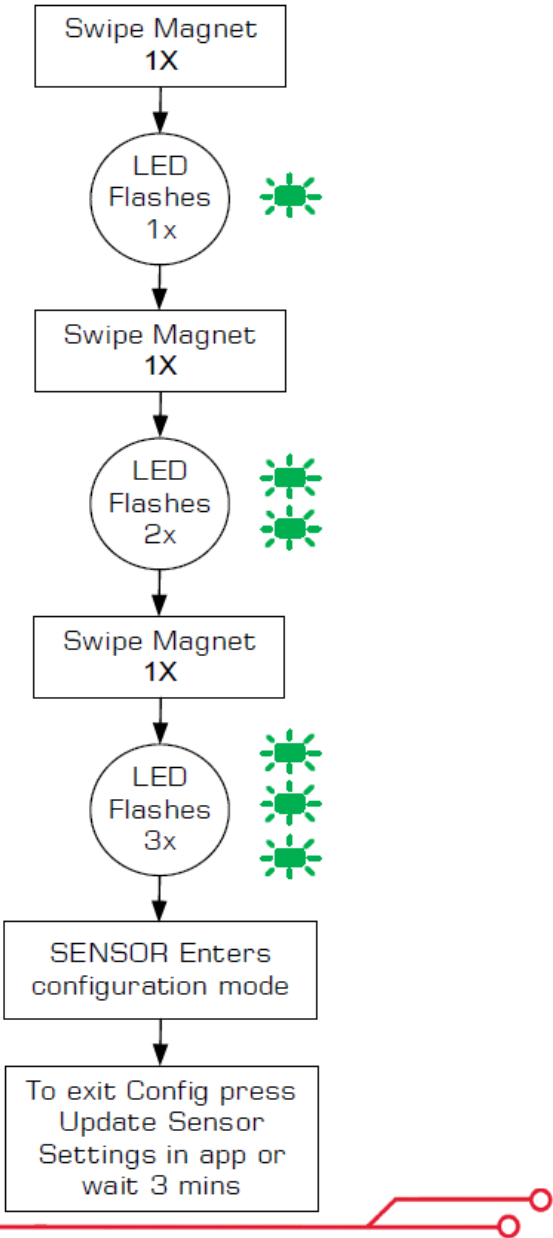 Swipe Magnet
1X
LED
Flashes
1x
Swipe Magnet
1X
LED
Flashes
2x
Swipe Magnet
1X
LED
Flashes
3x
SENSOR Enters
configuration mode
To exit Config press
Update Sensor
Settings in app or
wait 3 mins